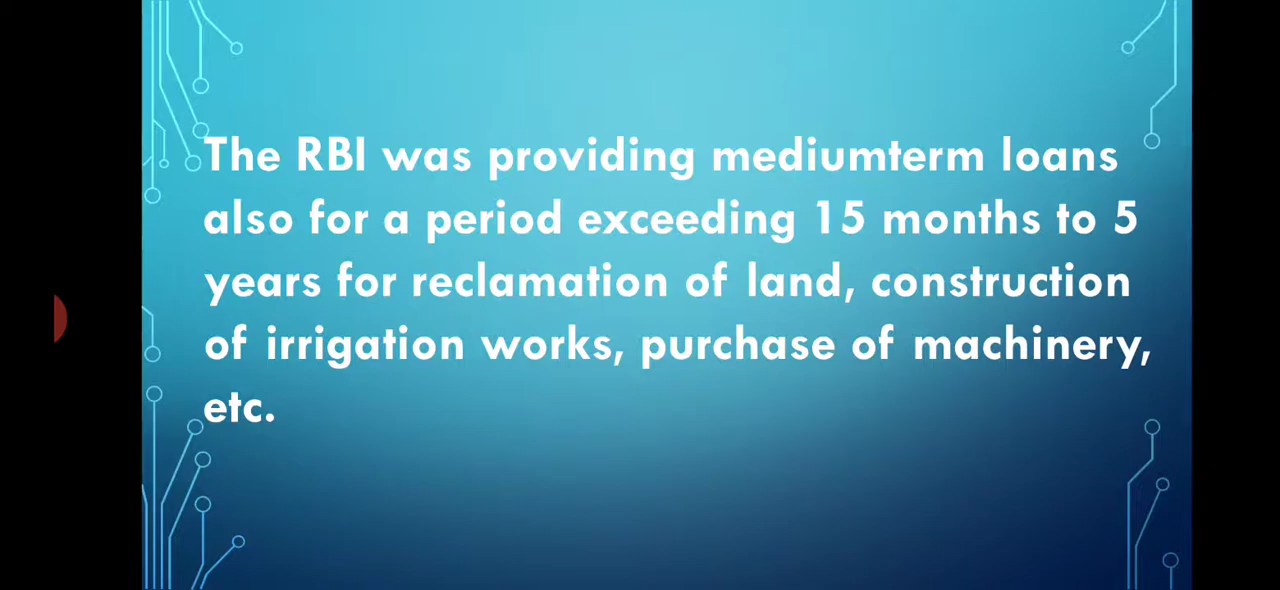 The RBI was providing mediumterm loans
also for a period exceeding 15 months to 5
years for reclamation of land, construction
of irrigation works, purchase of machinery,
etc.